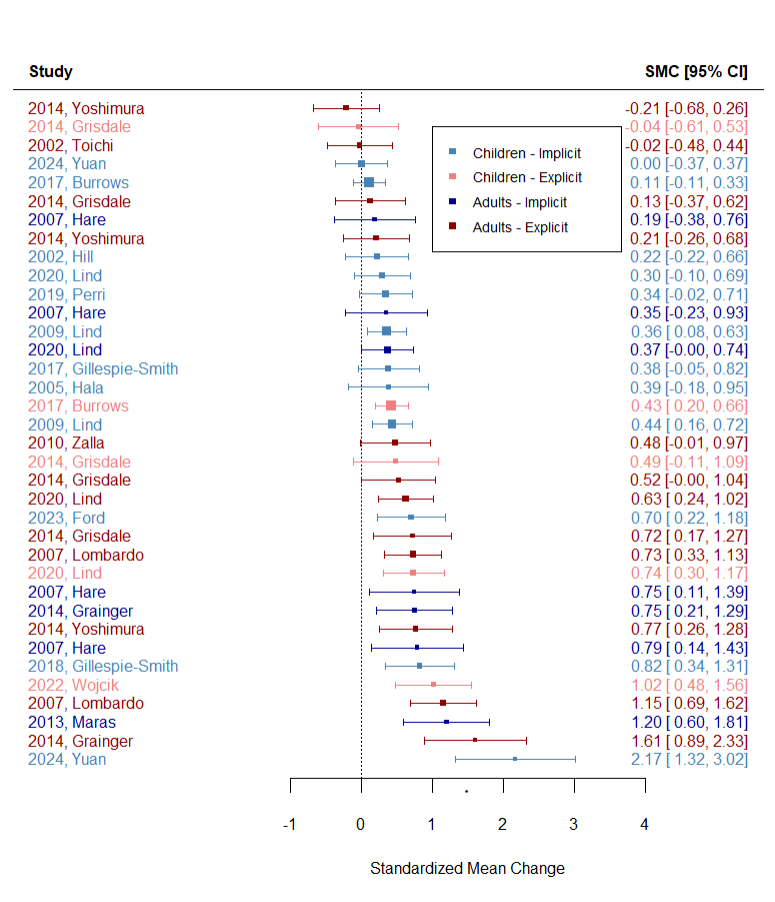 Study SMC [95% CI]
2014, Yoshimura -0.21 [-0.68, 0.26]
2014, Grisdale -0.04 [-0.61, 0.53]
2002, Toichi -0.02 [-0.48, 0.44]
2024, Yuan Children - Implicit 0.00 [-0.37, 0.37]
2017, Burrows Children - Explicit 0.11 [-0.11, 0.33]
2014, Grisdale Adults - Implicit 0.13 [-0.37, 0.62]
2007, Hare Adults - Explicit 0.19 [-0.38, 0.76]
2014, Yoshimura 0.21 [-0.26, 0.68]
2002, Hill 0.22 [-0.22, 0.66]
2020, Lind 0.30 [-0.10, 0.69]
2019, Perri 0.34 [-0.02, 0.71]
2007, Hare 0.35 [-0.23, 0.93]
2009, Lind 0.36 [ 0.08, 0.63]
2020, Lind 0.37 [-0.00, 0.74]
2017, Gillespie-Smith 0.38 [-0.05, 0.82]
2005, Hala 0.39 [-0.18, 0.95]
2017, Burrows 0.43 [ 0.20, 0.66]
2009, Lind 0.44 [ 0.16, 0.72]
2010, Zalla 0.48 [-0.01, 0.97]
2014, Grisdale 0.49 [-0.11, 1.09]
2014, Grisdale 0.52 [-0.00, 1.04]
2020, Lind 0.63 [ 0.24, 1.02]
2023, Ford 0.70 [ 0.22, 1.18]
2014, Grisdale 0.72 [ 0.17, 1.27]
2007, Lombardo 0.73 [ 0.33, 1.13]
2020, Lind 0.74 [ 0.30, 1.17]
2007, Hare 0.75 [ 0.11, 1.39]
2014, Grainger 0.75 [ 0.21, 1.29]
2014, Yoshimura 0.77 [ 0.26, 1.28]
2007, Hare 0.79 [ 0.14, 1.43]
2018, Gillespie-Smith 0.82 [ 0.34, 1.31]
2022, Wojcik 1.02 [ 0.48, 1.56]
2007, Lombardo 1.15 [ 0.69, 1.62]
2013, Maras 1.20 [ 0.60, 1.81]
2014, Grainger 1.61 [ 0.89, 2.33]
2024, Yuan 2.17 [ 1.32, 3.02]
-1 0 1 2 3 4
Standardized Mean Change